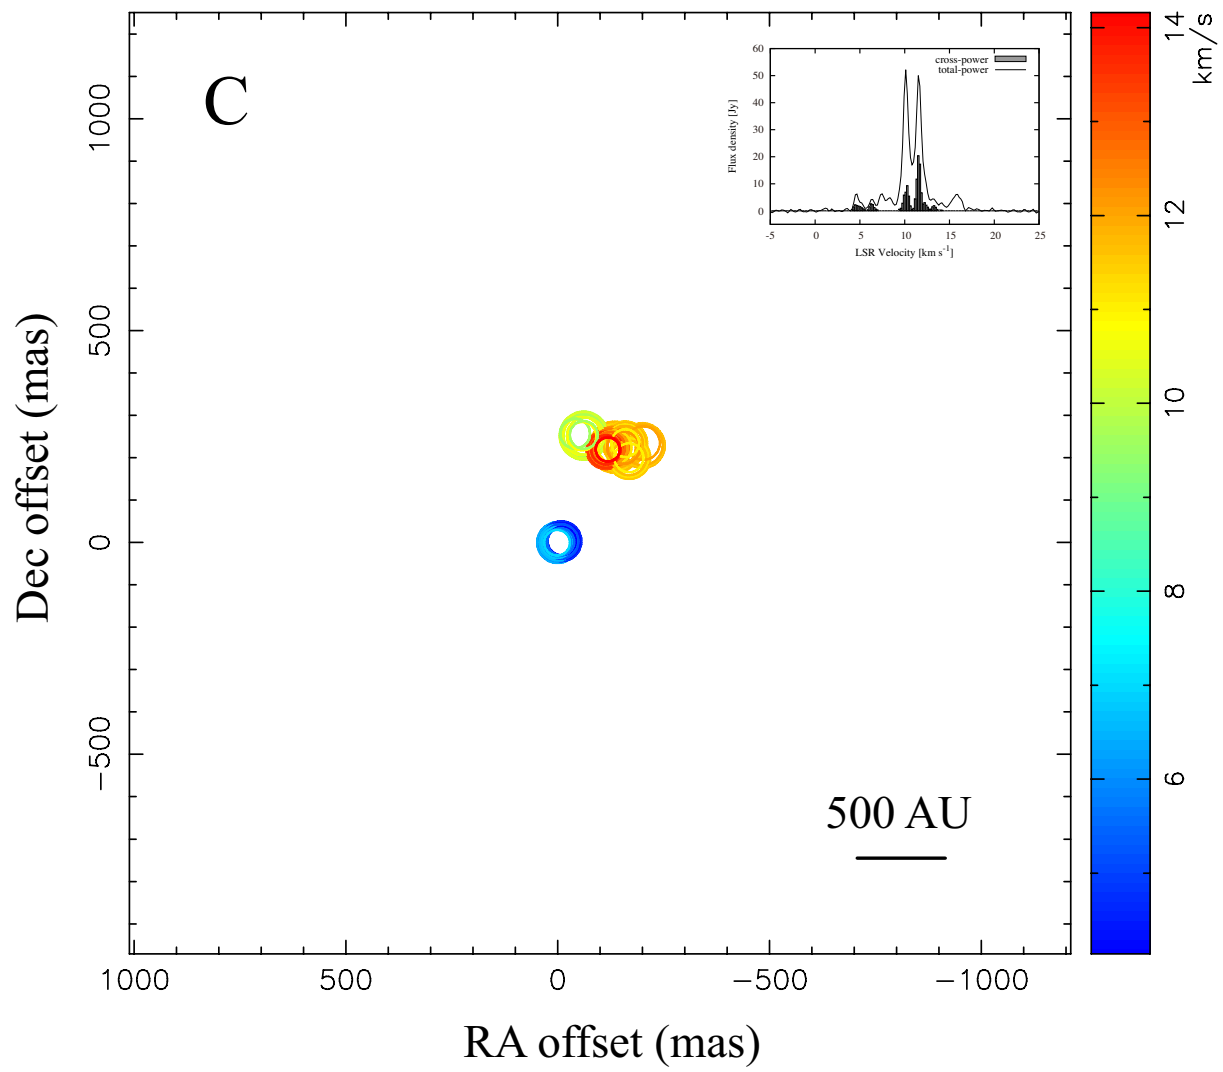 C
60
50
40
30
20
10
0
Flux density [Jy]
cross-power
total-power
-5 0 5 10 15 20 25
LSR Velocity [km s-1]
14
km/s
12
10
8
6
1000
500
0
−500
Dec offset (mas)
500 AU
1000 500 0 −500 −1000
RA offset (mas)